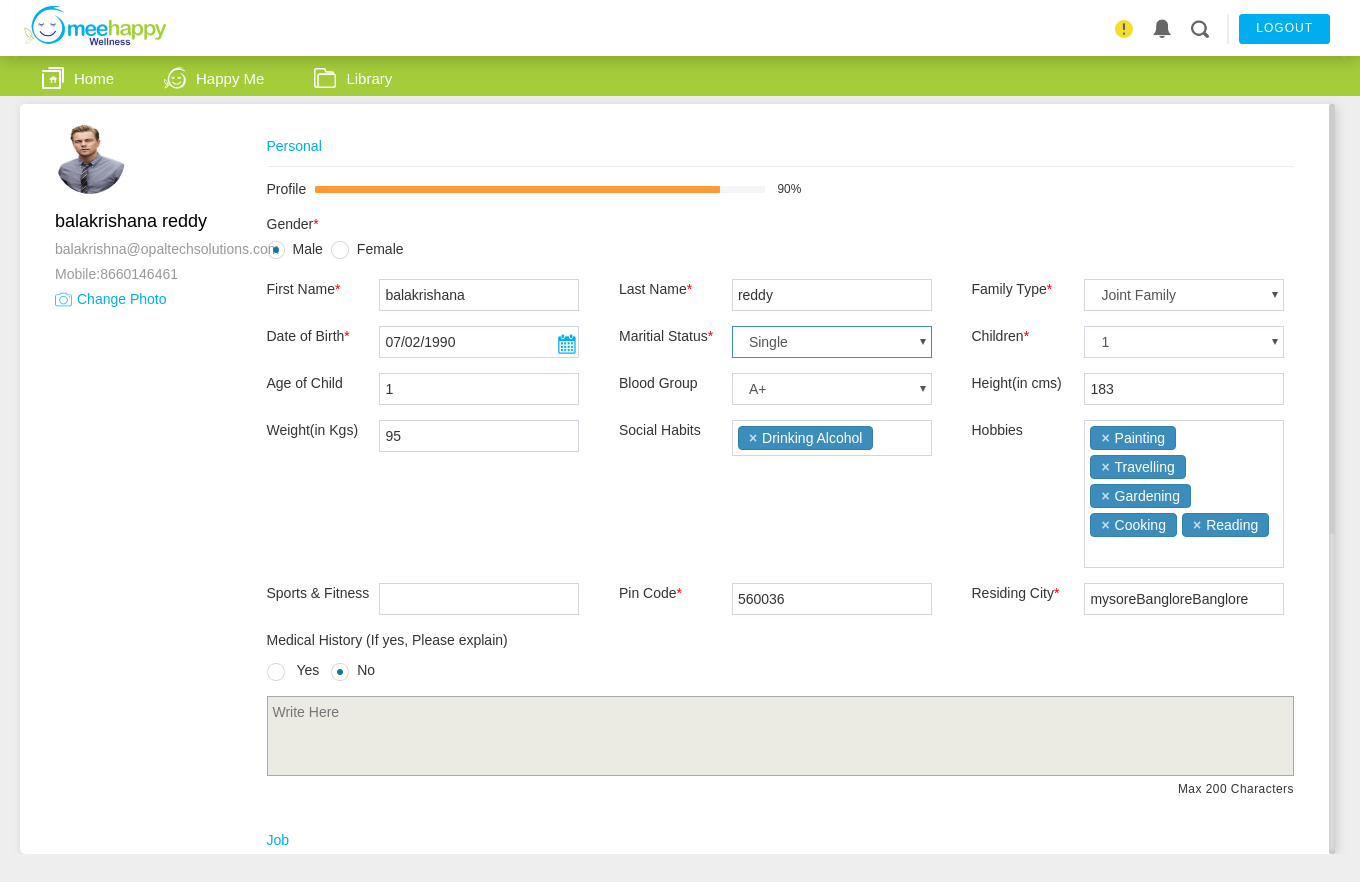 meehappy
Wellness
LOGOUT
Home Happy Me Library
Personal
Profile 90%
balakrishana reddy
balakrishna@opaltechsolutions.com
Mobile:8660146461
Change Photo
Gender*
Male Female
First Name* balakrishana Last Name* reddy Family Type* Joint Family
Date of Birth* 07/02/1990 Maritial Status* Single Children* 1
Age of Child 1 Blood Group A+ Height(in cms) 183
Weight(in Kgs) 95 Social Habits × Drinking Alcohol Hobbies × Painting
× Travelling
× Gardening
× Cooking × Reading
Sports & Fitness Pin Code* 560036 Residing City* mysoreBangloreBanglore
Medical History (If yes, Please explain)
Yes No
Write Here
Max 200 Characters
Job